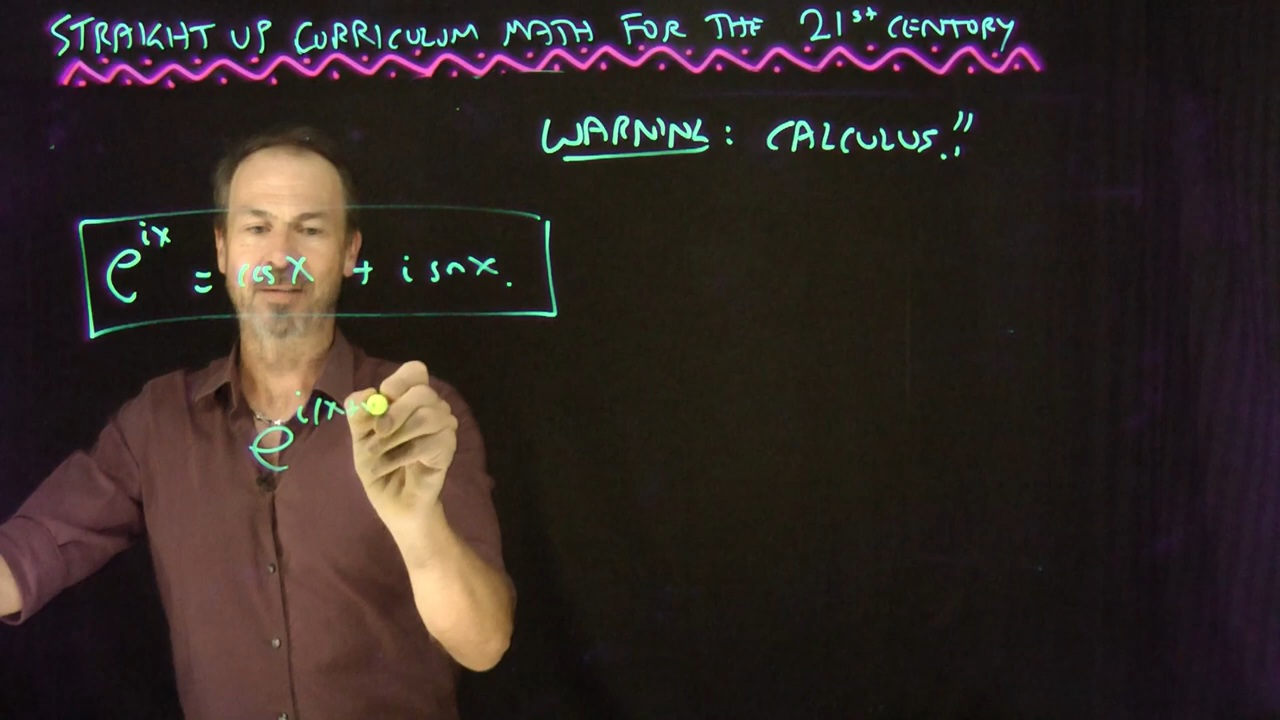 STRAIGHT UP CURRICULUM MATH FOR THE 21st CENTURY
WARNING: CALCULUS!!
e^{ix} = cos x + i sin x.
e^{i(x+